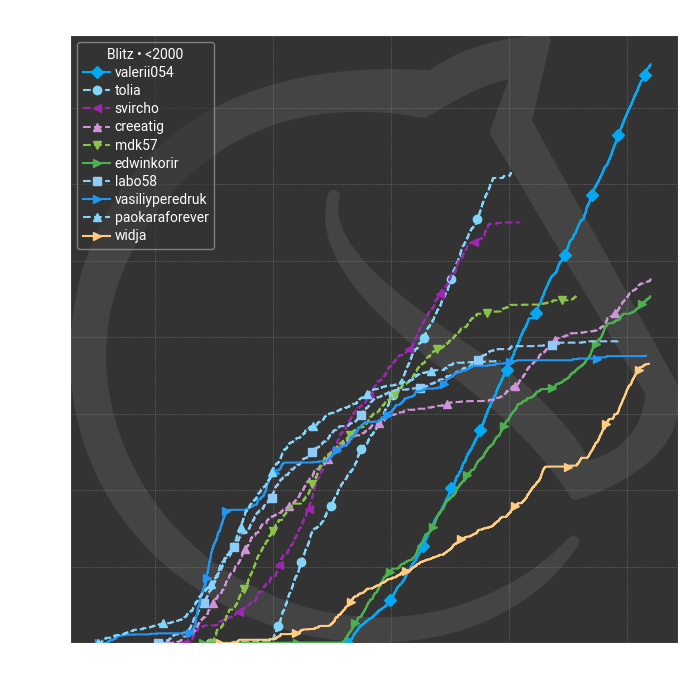 Blitz • <2000
valerii054
tolia
svircho
creeatig
mdk57
edwinkorir
labo58
vasiliyperedruk
paokaraforever
widja